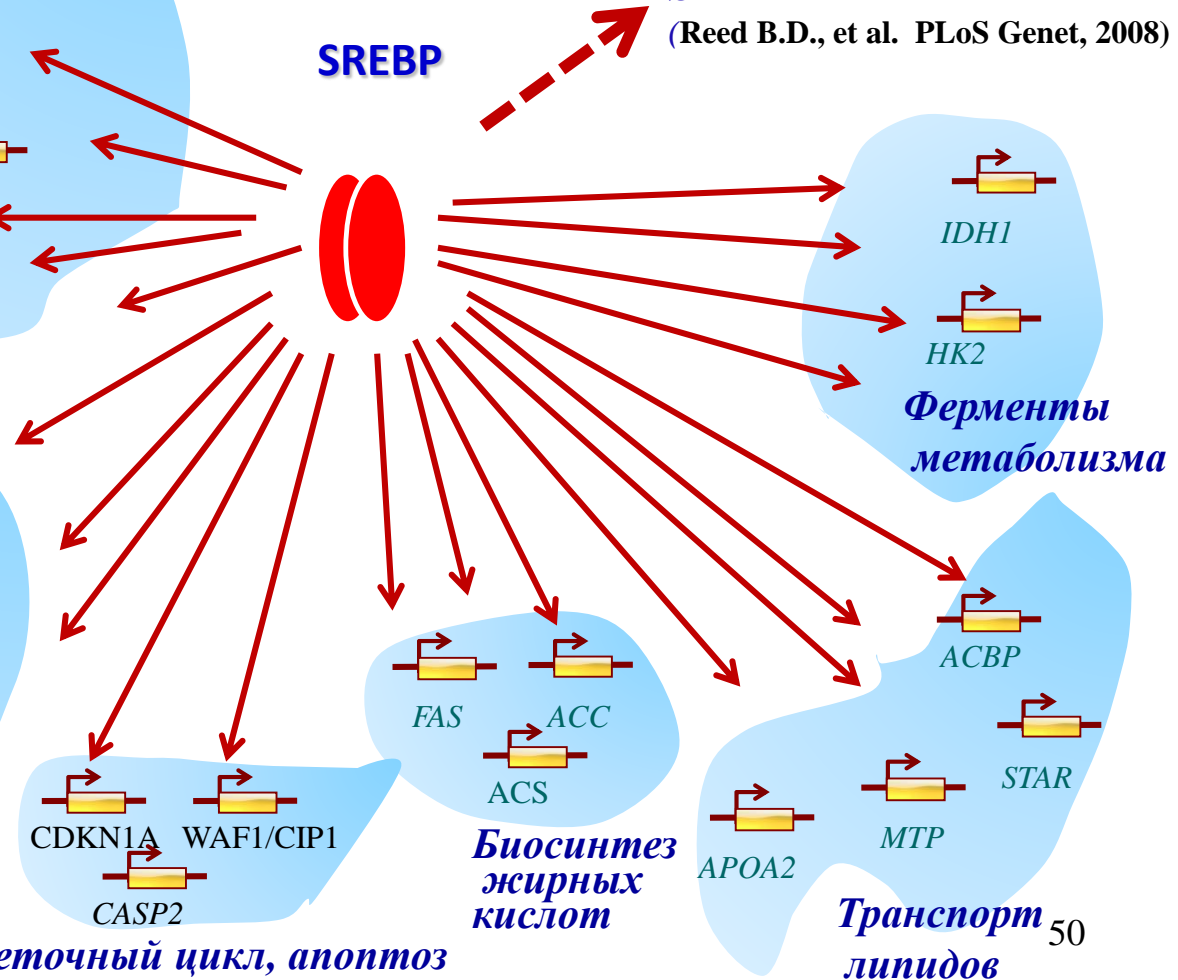 SREBP
(Reed B.D., et al. PLoS Genet, 2008)
IDH1
HK2
Ферменты
метаболизма
ACBP
STAR
MTP
APOA2
Транспорт
липидов
FAS ACC
ACS
Биосинтез
жирных
кислот
CDKN1A WAF1/CIP1
CASP2
еточный цикл, апоптоз
50